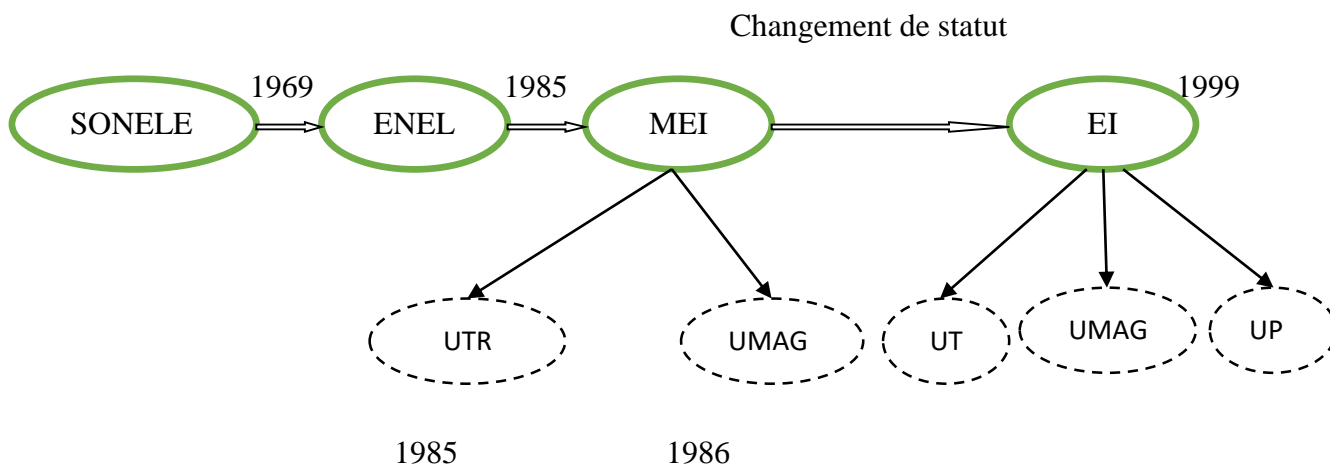 Changement de statut
1969 1985 1999
SONELE ENEL MEI EI
UTR UMAG UT UMAG UP
1985 1986